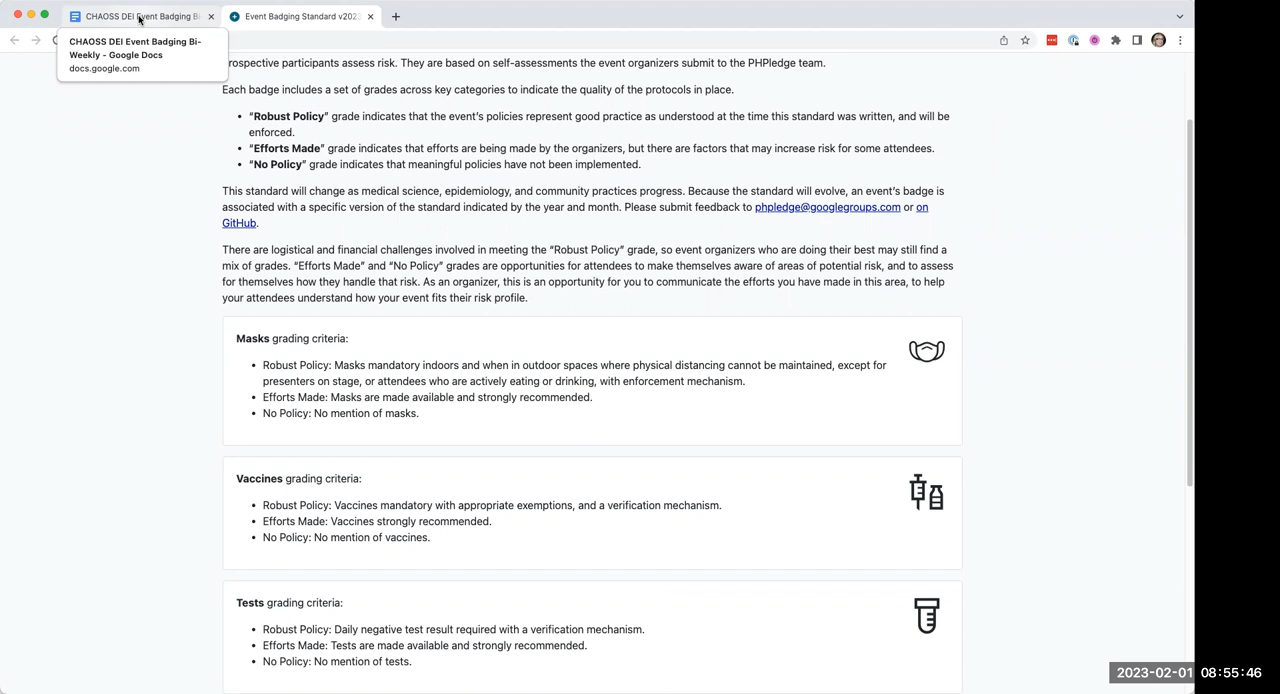 CHAOSS DEI Event Badging B
Event Badging Standard v202
CHAOSS DEI Event Badging Bi-
Weekly - Google Docs
docs.google.com
prospective participants assess risk. They are based on self-assessments the event organizers submit to the PHPledge team.
Each badge includes a set of grades across key categories to indicate the quality of the protocols in place.
• “Robust Policy” grade indicates that the event’s policies represent good practice as understood at the time this standard was written, and will be
enforced.
• “Efforts Made” grade indicates that efforts are being made by the organizers, but there are factors that may increase risk for some attendees.
• “No Policy” grade indicates that meaningful policies have not been implemented.
This standard will change as medical science, epidemiology, and community practices progress. Because the standard will evolve, an event’s badge is
associated with a specific version of the standard indicated by the year and month. Please submit feedback to phpledge@googlegroups.com or on
GitHub.
There are logistical and financial challenges involved in meeting the “Robust Policy” grade, so event organizers who are doing their best may still find a
mix of grades. “Efforts Made” and “No Policy” grades are opportunities for attendees to make themselves aware of areas of potential risk, and to assess
for themselves how they handle that risk. As an organizer, this is an opportunity for you to communicate the efforts you have made in this area, to help
your attendees understand how your event fits their risk profile.
Masks grading criteria:
• Robust Policy: Masks mandatory indoors and when in outdoor spaces where physical distancing cannot be maintained, except for
presenters on stage, or attendees who are actively eating or drinking, with enforcement mechanism.
• Efforts Made: Masks are made available and strongly recommended.
• No Policy: No mention of masks.
Vaccines grading criteria:
• Robust Policy: Vaccines mandatory with appropriate exemptions, and a verification mechanism.
• Efforts Made: Vaccines strongly recommended.
• No Policy: No mention of vaccines.
Tests grading criteria:
• Robust Policy: Daily negative test result required with a verification mechanism.
• Efforts Made: Tests are made available and strongly recommended.
• No Policy: No mention of tests.
2023-02-01 08:55:46